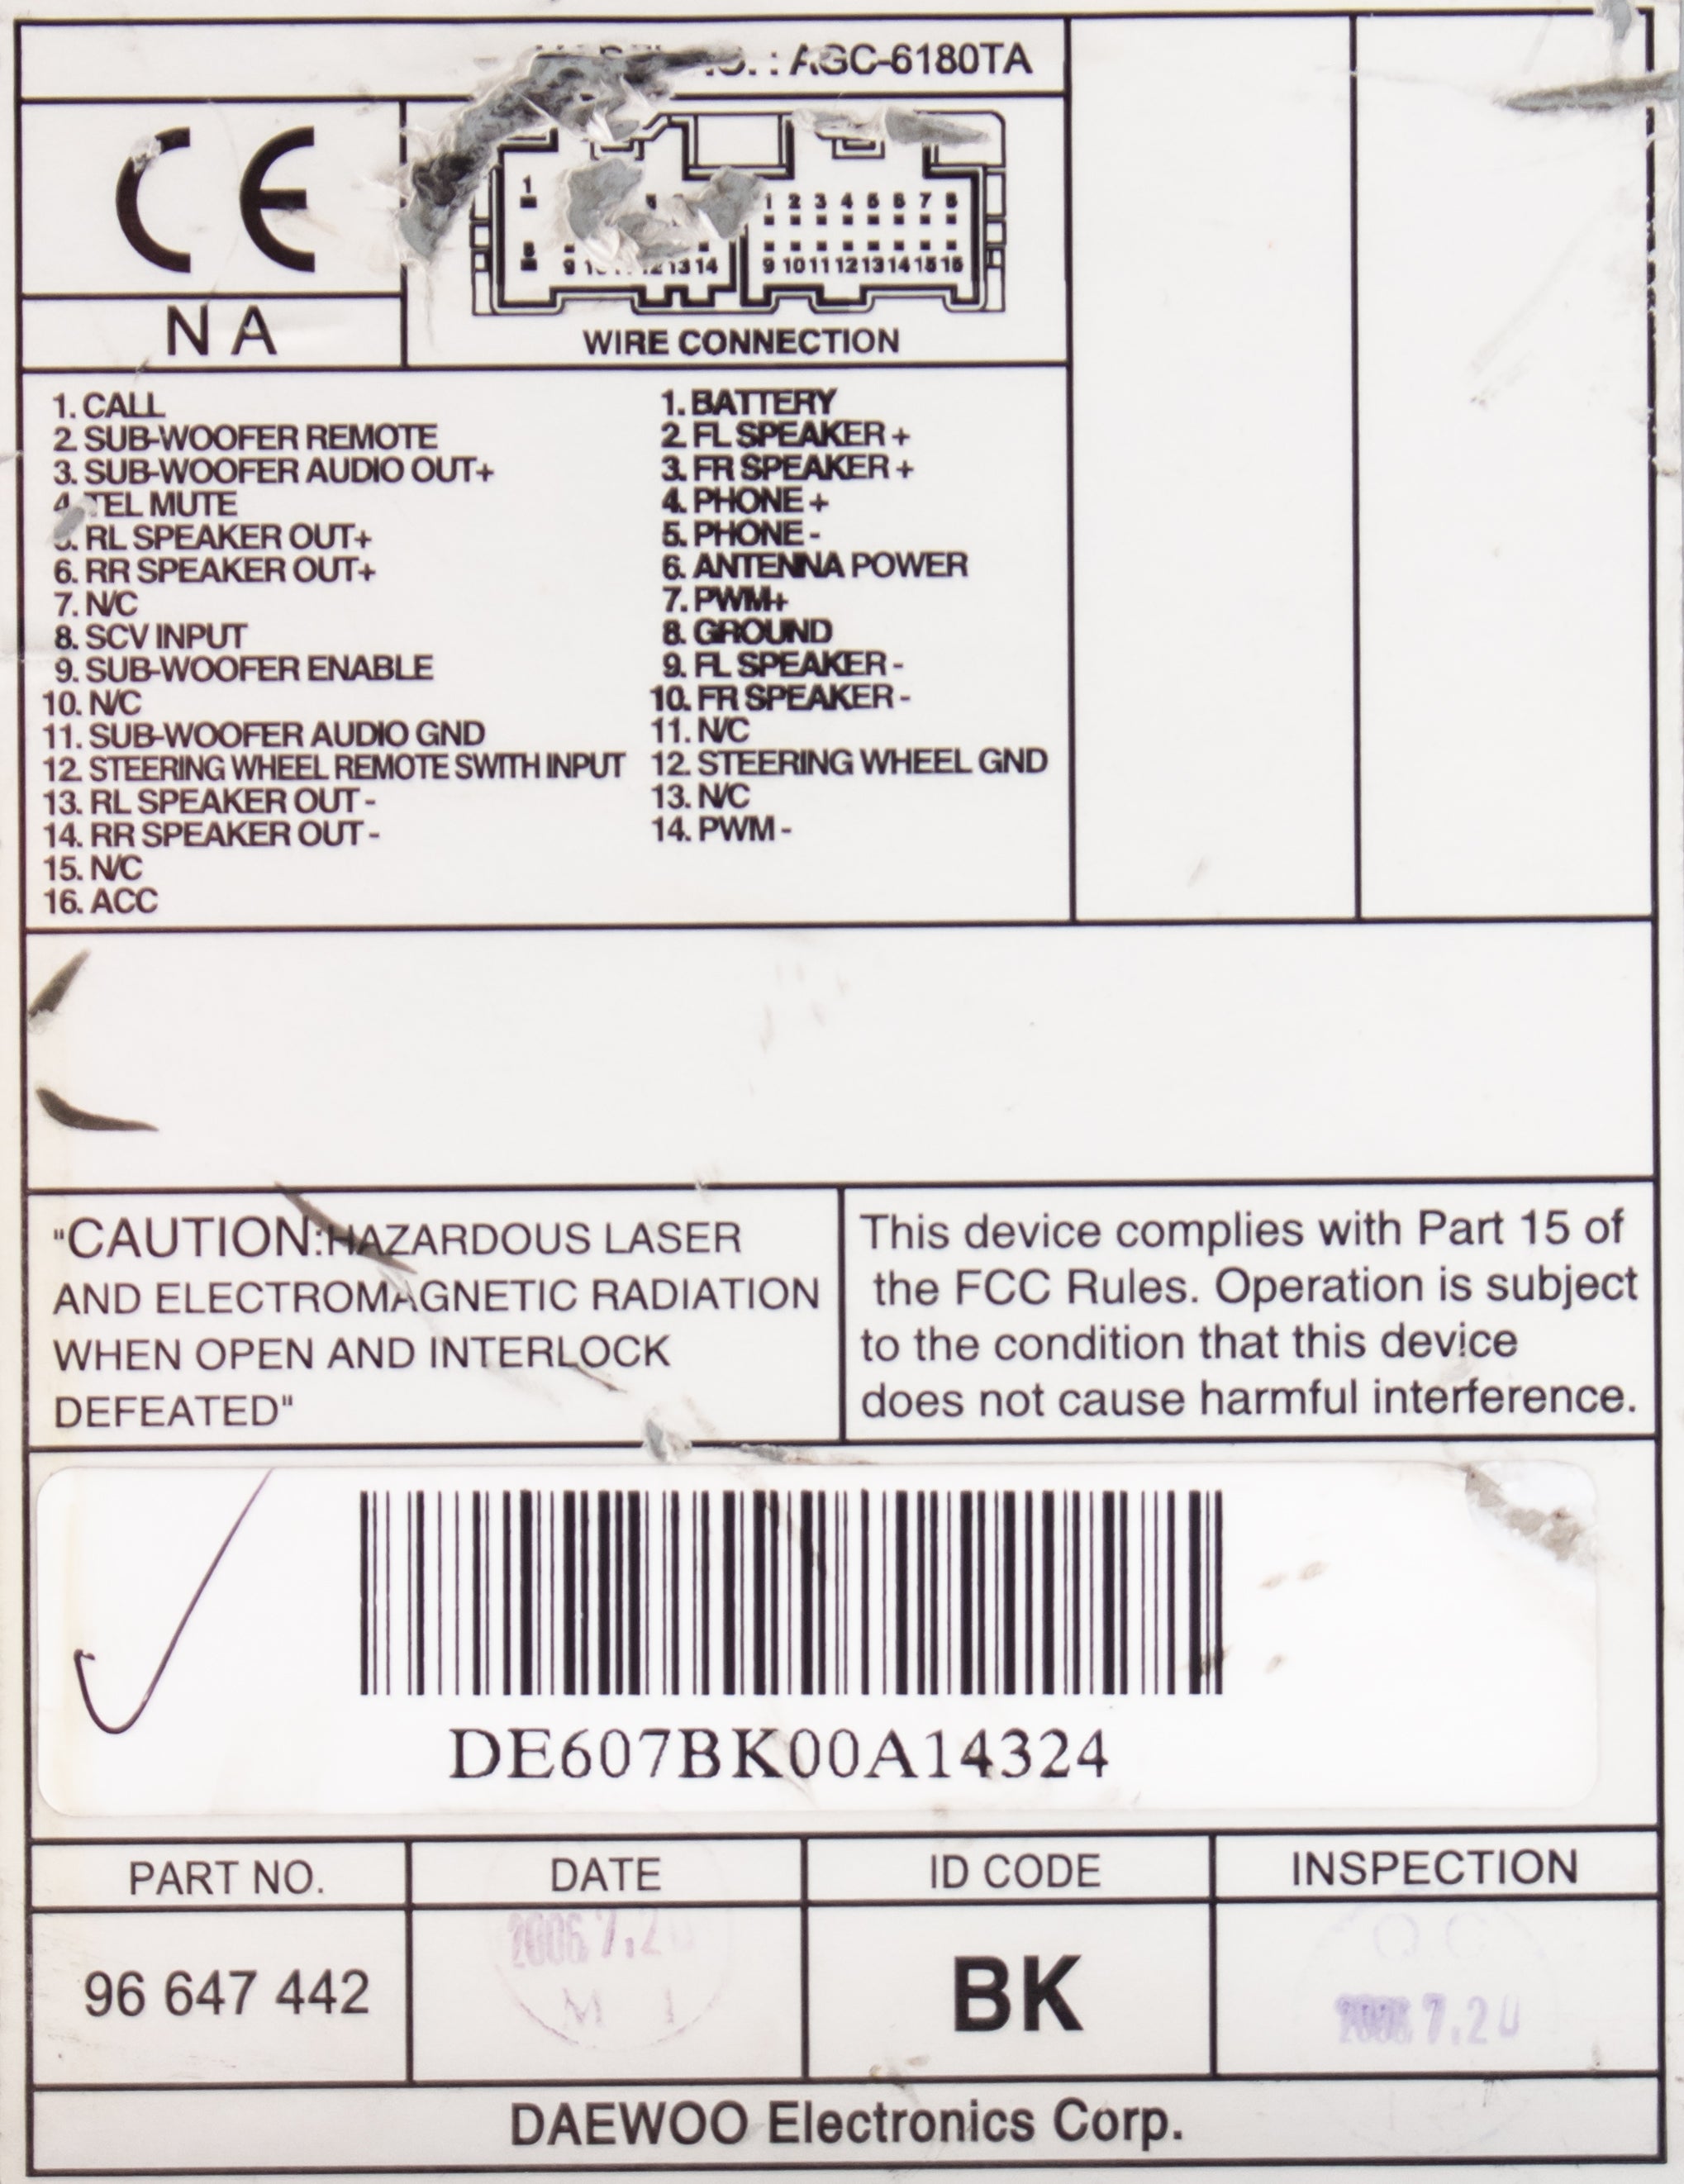 : AGC-6180TA
CE
1
1 2 3 4 5 6 7 8
8
9 13 14
9 10 11 12 13 14 15 16
N A
WIRE CONNECTION
1. CALL
2. SUB-WOOFER REMOTE
3. SUB-WOOFER AUDIO OUT+
4. TEL MUTE
5. RL SPEAKER OUT+
6. RR SPEAKER OUT+
7. N/C
8. SCV INPUT
9. SUB-WOOFER ENABLE
10. N/C
11. SUB-WOOFER AUDIO GND
12. STEERING WHEEL REMOTE SWITH INPUT
13. RL SPEAKER OUT -
14. RR SPEAKER OUT -
15. N/C
16. ACC
1. BATTERY
2. FL SPEAKER +
3. FR SPEAKER +
4. PHONE +
5. PHONE -
6. ANTENNA POWER
7. PWM+
8. GROUND
9. FL SPEAKER -
10. FR SPEAKER -
11. N/C
12. STEERING WHEEL GND
13. N/C
14. PWM -
"CAUTION:HAZARDOUS LASER
AND ELECTROMAGNETIC RADIATION
WHEN OPEN AND INTERLOCK
DEFEATED"
This device complies with Part 15 of
the FCC Rules. Operation is subject
to the condition that this device
does not cause harmful interference.
DE607BK00A14324
PART NO.
DATE
ID CODE
INSPECTION
96 647 442
2006.7.20
M 1
BK
Q C
2006.7.20
DAEWOO Electronics Corp.